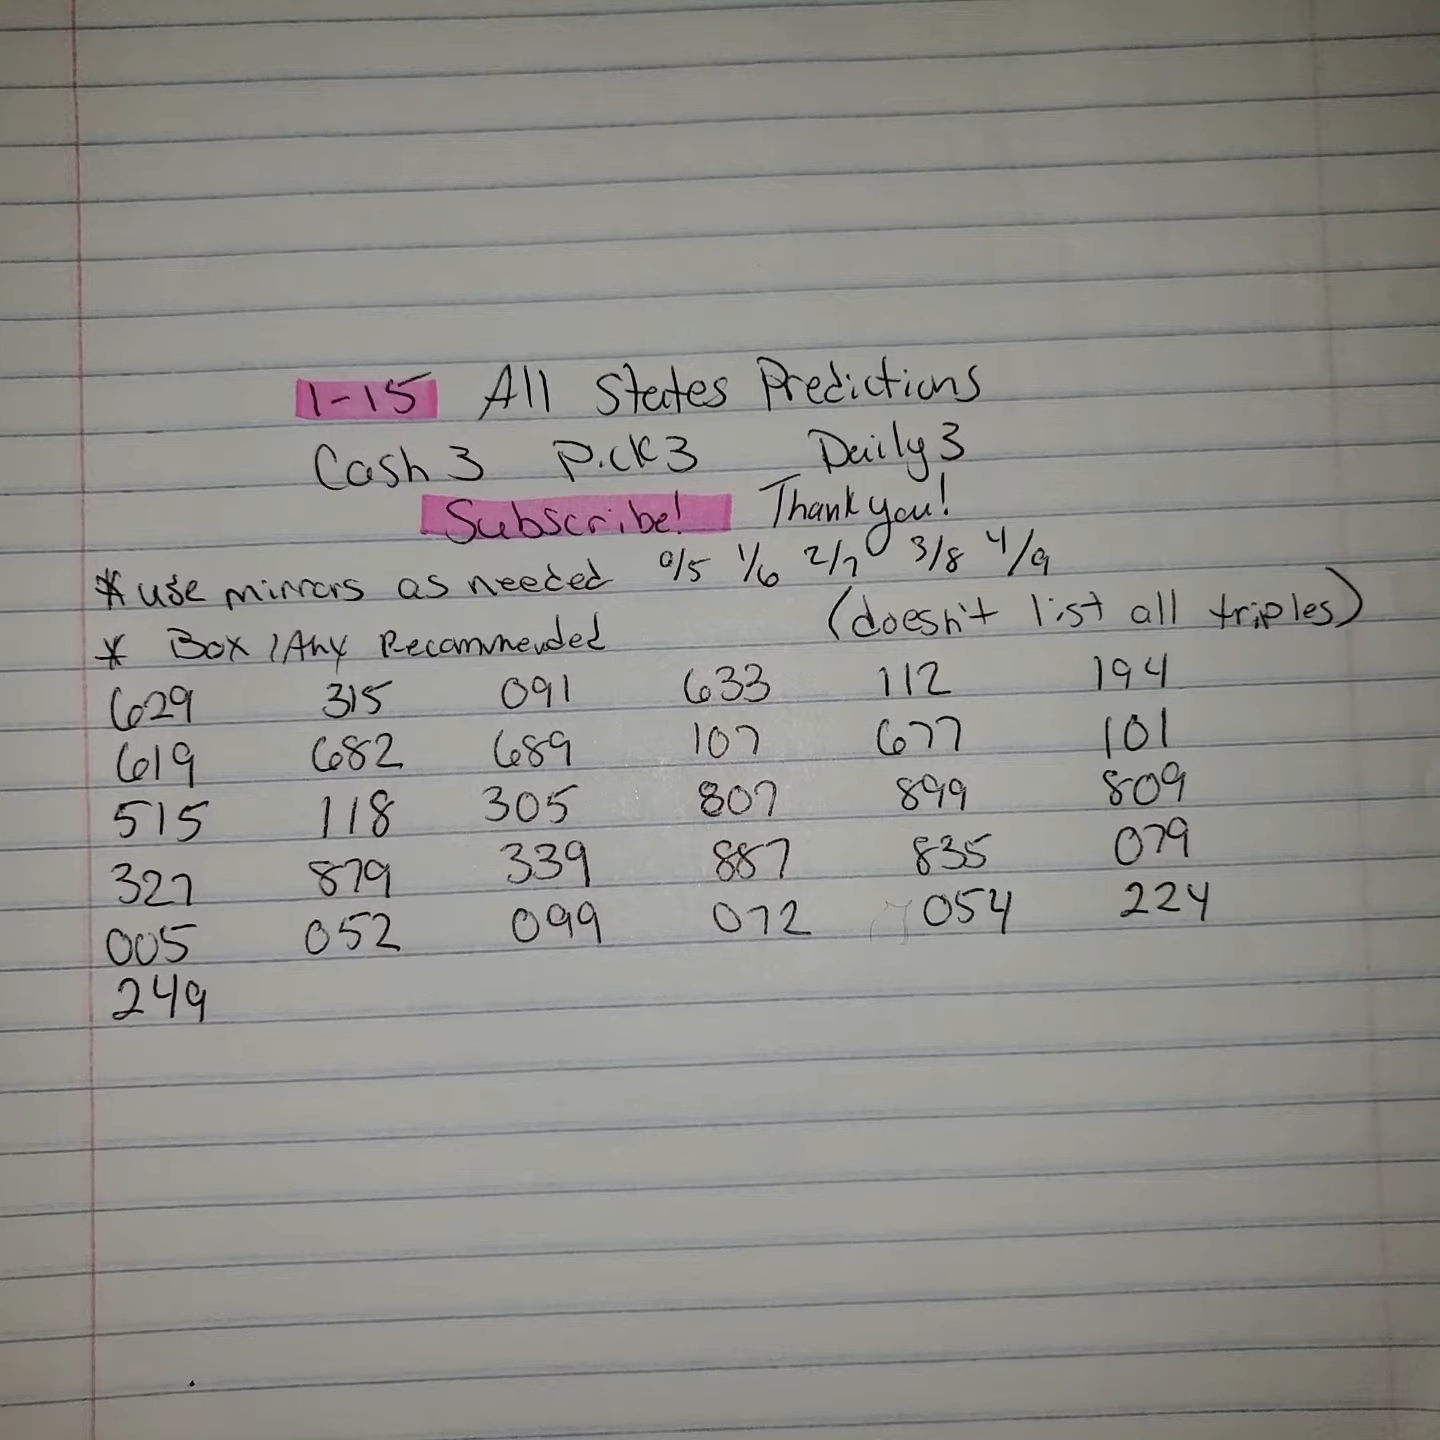 1-15 All States Predictions
Cash 3 Pick 3 Daily 3
Subscribe! Thank you!
* use mirrors as needed 0/5 1/6 2/7 3/8 4/9
* Box / Any Recommended (doesn't list all triples)
629 315 091 633 112 194
619 682 689 107 677 101
515 118 305 807 899 809
327 879 339 887 835 079
005 052 099 072 054 224
249